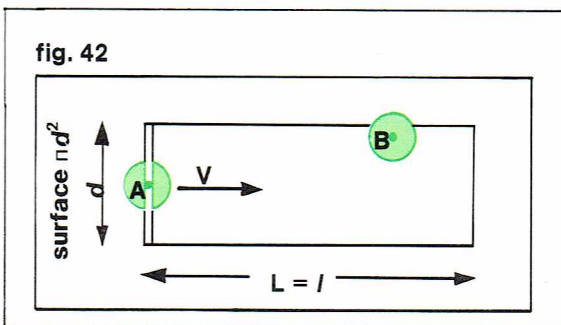 fig. 42
surface πd²
d
A
V
B
L = l